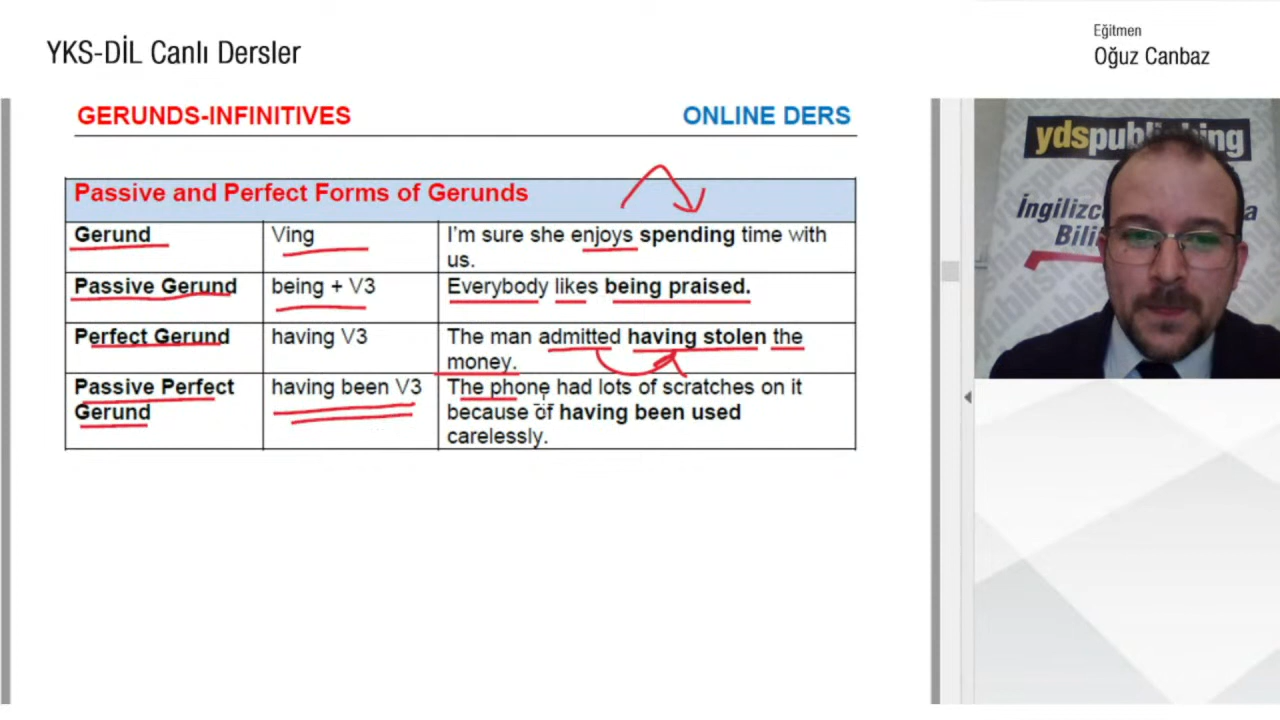 YKS-DİL Canlı Dersler
Eğitmen
Oğuz Canbaz
GERUNDS-INFINITIVES
ONLINE DERS
Passive and Perfect Forms of Gerunds
Gerund
Ving
I'm sure she enjoys spending time with
us.
Passive Gerund
being + V3
Everybody likes being praised.
Perfect Gerund
having V3
The man admitted having stolen the
money.
Passive Perfect
Gerund
having been V3
The phone had lots of scratches on it
because of having been used
carelessly.
ydspublishing